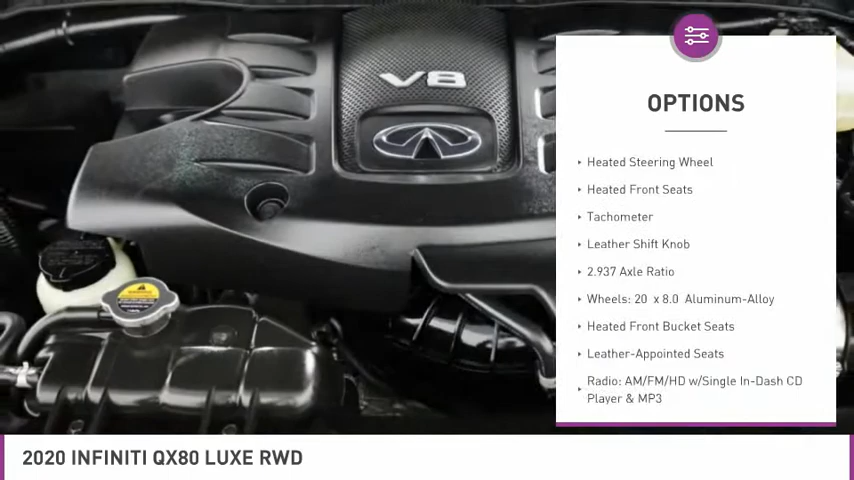 V8
OPTIONS
Heated Steering Wheel
Heated Front Seats
Tachometer
Leather Shift Knob
2.937 Axle Ratio
Wheels: 20 x 8.0 Aluminum-Alloy
Heated Front Bucket Seats
Leather-Appointed Seats
Radio: AM/FM/HD w/Single In-Dash CD
Player & MP3
2020 INFINITI QX80 LUXE RWD